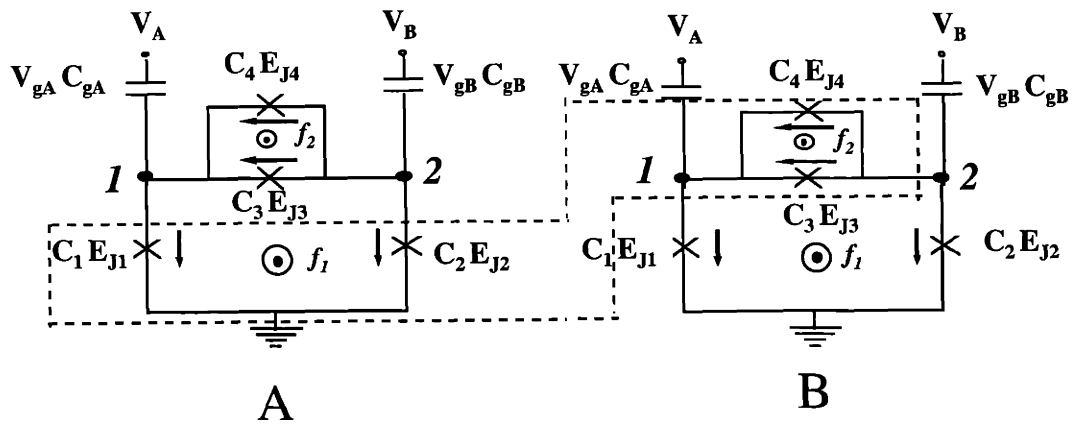 V_A V_B V_A V_B
V_gA C_gA C_4 E_J4 V_gB C_gB V_gA C_gA C_4 E_J4 V_gB C_gB
f_2 f_2
1 2 1 2
C_3 E_J3 C_3 E_J3
C_1 E_J1 f_1 C_2 E_J2 C_1 E_J1 f_1 C_2 E_J2
A B